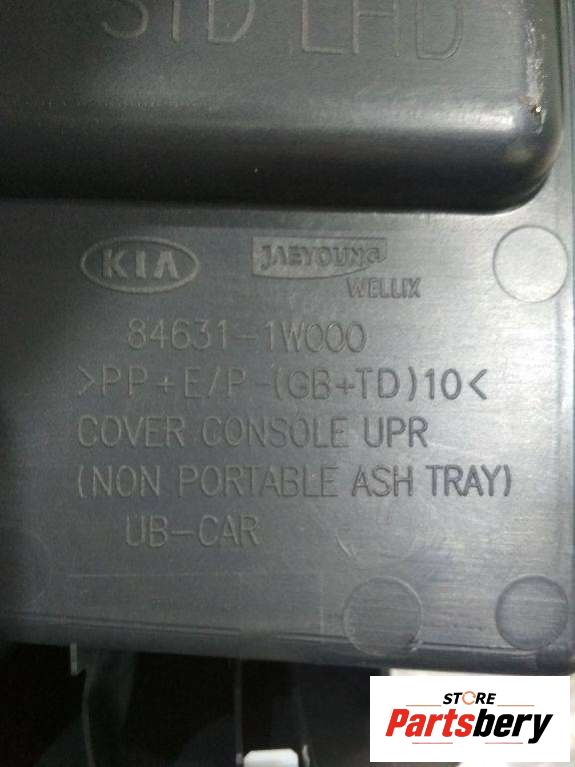 STD LHD
KIA JAEYOUNG
WELLIX
84631-1W000
>PP+E/P-(GB+TD)10<
COVER CONSOLE UPR
(NON PORTABLE ASH TRAY)
UB-CAR
STORE
Partsbery